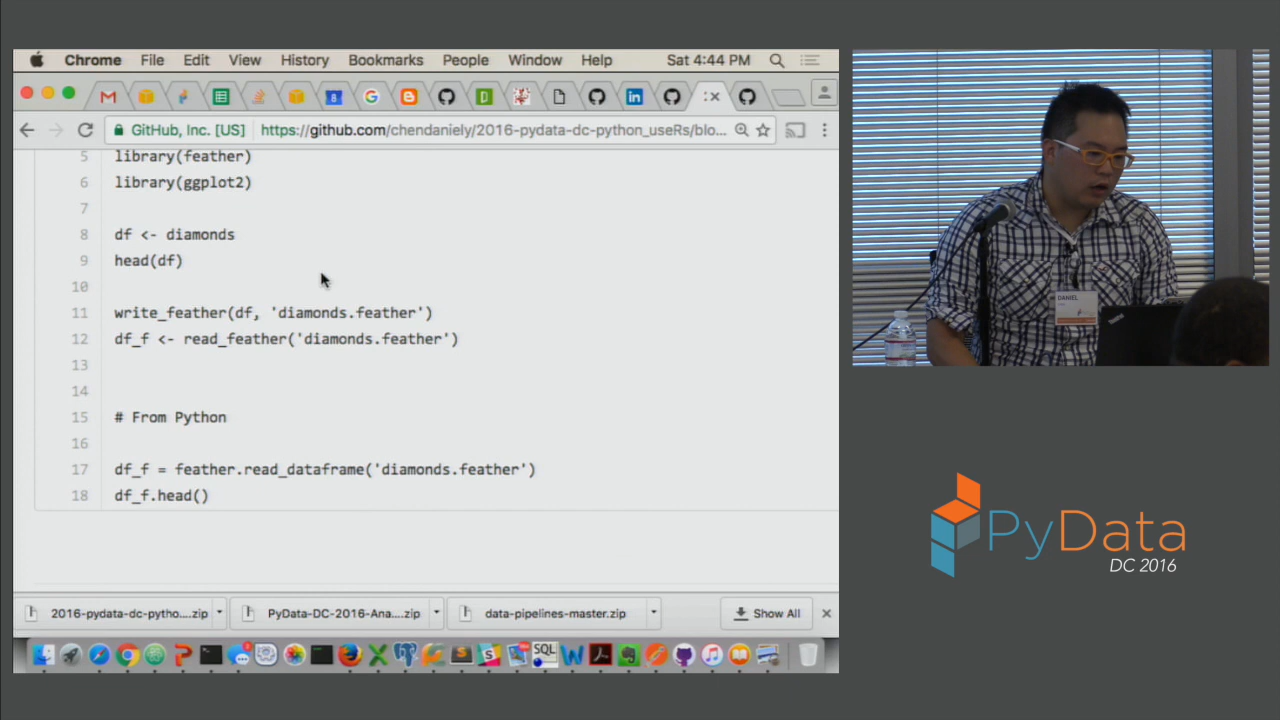 Chrome File Edit View History Bookmarks People Window Help Sat 4:44 PM
GitHub, Inc. [US] https://github.com/chendaniely/2016-pydata-dc-python_useRs/blo...
5 library(feather)
6 library(ggplot2)
7
8 df <- diamonds
9 head(df)
10
11 write_feather(df, 'diamonds.feather')
12 df_f <- read_feather('diamonds.feather')
13
14
15 # From Python
16
17 df_f = feather.read_dataframe('diamonds.feather')
18 df_f.head()
2016-pydata-dc-pytho....zip PyData-DC-2016-Ana....zip data-pipelines-master.zip Show All
SQL
DANIEL
PyData
DC 2016